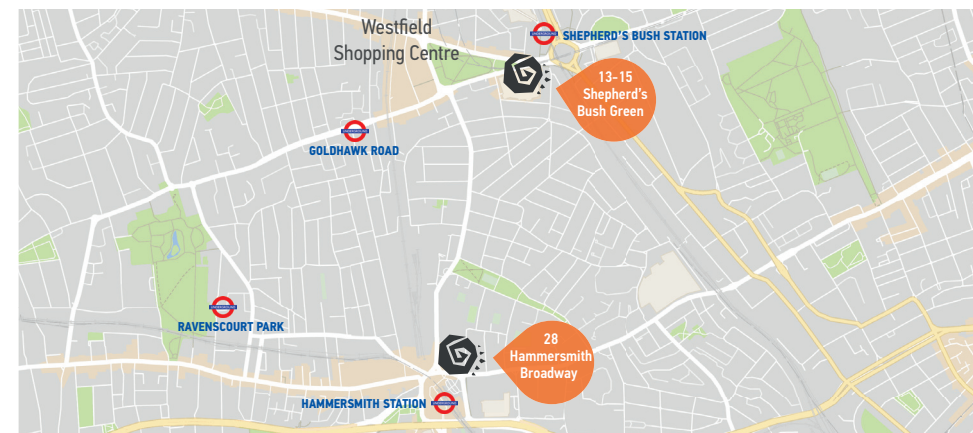 Westfield
Shopping Centre
SHEPHERD'S BUSH STATION
13-15
Shepherd's
Bush Green
GOLDHAWK ROAD
RAVENSCOURT PARK
28
Hammersmith
Broadway
HAMMERSMITH STATION